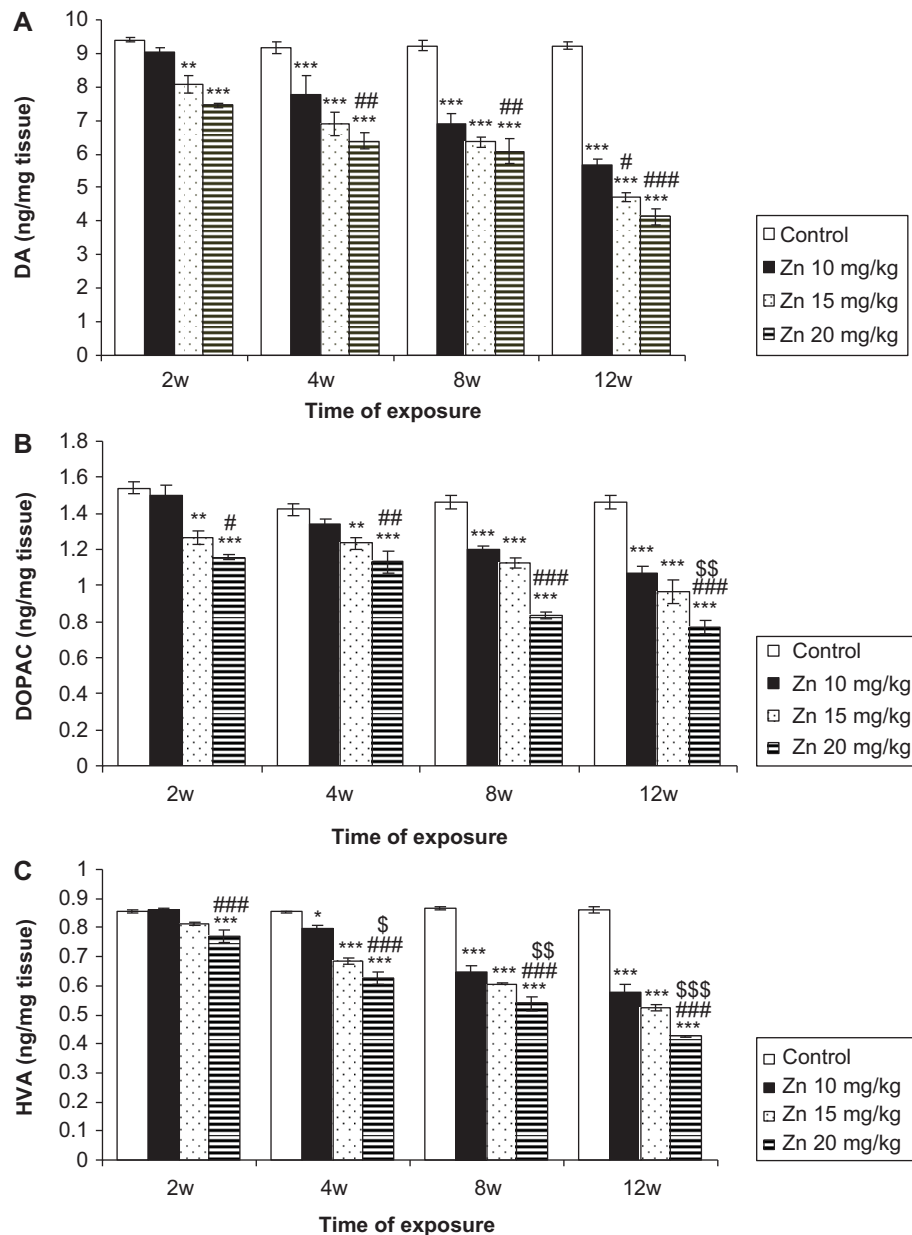 A
DA (ng/mg tissue)
10
9
8
7
6
5
4
3
2
1
0
** ***
*** *** ## ***
*** *** ## ***
*** # *** ### ***
2w 4w 8w 12w
Time of exposure
Control
Zn 10 mg/kg
Zn 15 mg/kg
Zn 20 mg/kg
B
DOPAC (ng/mg tissue)
1.8
1.6
1.4
1.2
1
0.8
0.6
0.4
0.2
0
** # ***
** ## ***
*** *** ### ***
*** *** $$ ### ***
2w 4w 8w 12w
Time of exposure
Control
Zn 10 mg/kg
Zn 15 mg/kg
Zn 20 mg/kg
C
HVA (ng/mg tissue)
1
0.9
0.8
0.7
0.6
0.5
0.4
0.3
0.2
0.1
0
### ***
* *** $ ### ***
*** *** $$ ### ***
*** *** $$$ ### ***
2w 4w 8w 12w
Time of exposure
Control
Zn 10 mg/kg
Zn 15 mg/kg
Zn 20 mg/kg